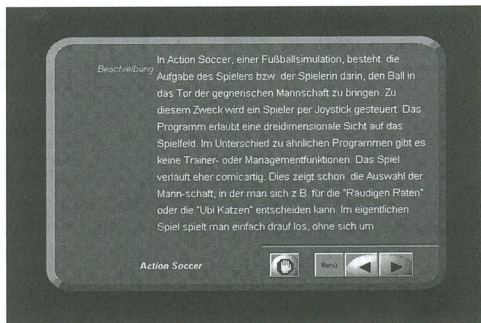 Beschreibung
In Action Soccer, einer Fußballsimulation, besteht die
Aufgabe des Spielers bzw. der Spielerin darin, den Ball in
das Tor der gegnerischen Mannschaft zu bringen. Zu
diesem Zweck wird ein Spieler per Joystick gesteuert. Das
Programm erlaubt eine dreidimensionale Sicht auf das
Spielfeld. Im Unterschied zu ähnlichen Programmen gibt es
keine Trainer- oder Managementfunktionen. Das Spiel
verläuft eher comicartig. Dies zeigt schon die Auswahl der
Mann-schaft, in der man sich z.B. für die "Räudigen Raten"
oder die "Ubi Katzen" entscheiden kann. Im eigentlichen
Spiel spielt man einfach drauf los, ohne sich um
Action Soccer
Menü